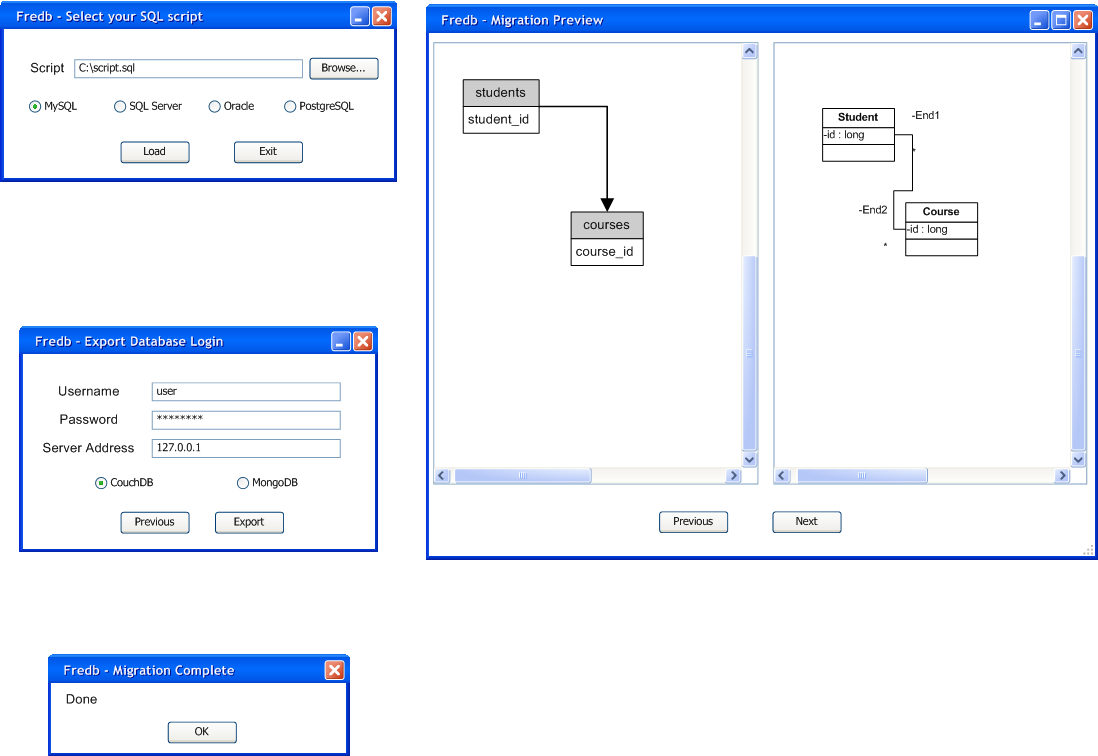 Fredb - Select your SQL script
Script C:\script.sql Browse...
MySQL SQL Server Oracle PostgreSQL
Load Exit
Fredb - Migration Preview
students
student_id
courses
course_id
Student
-id : long
-End1
*
-End2
*
Course
-id : long
Previous Next
Fredb - Export Database Login
Username user
Password ********
Server Address 127.0.0.1
CouchDB MongoDB
Previous Export
Fredb - Migration Complete
Done
OK